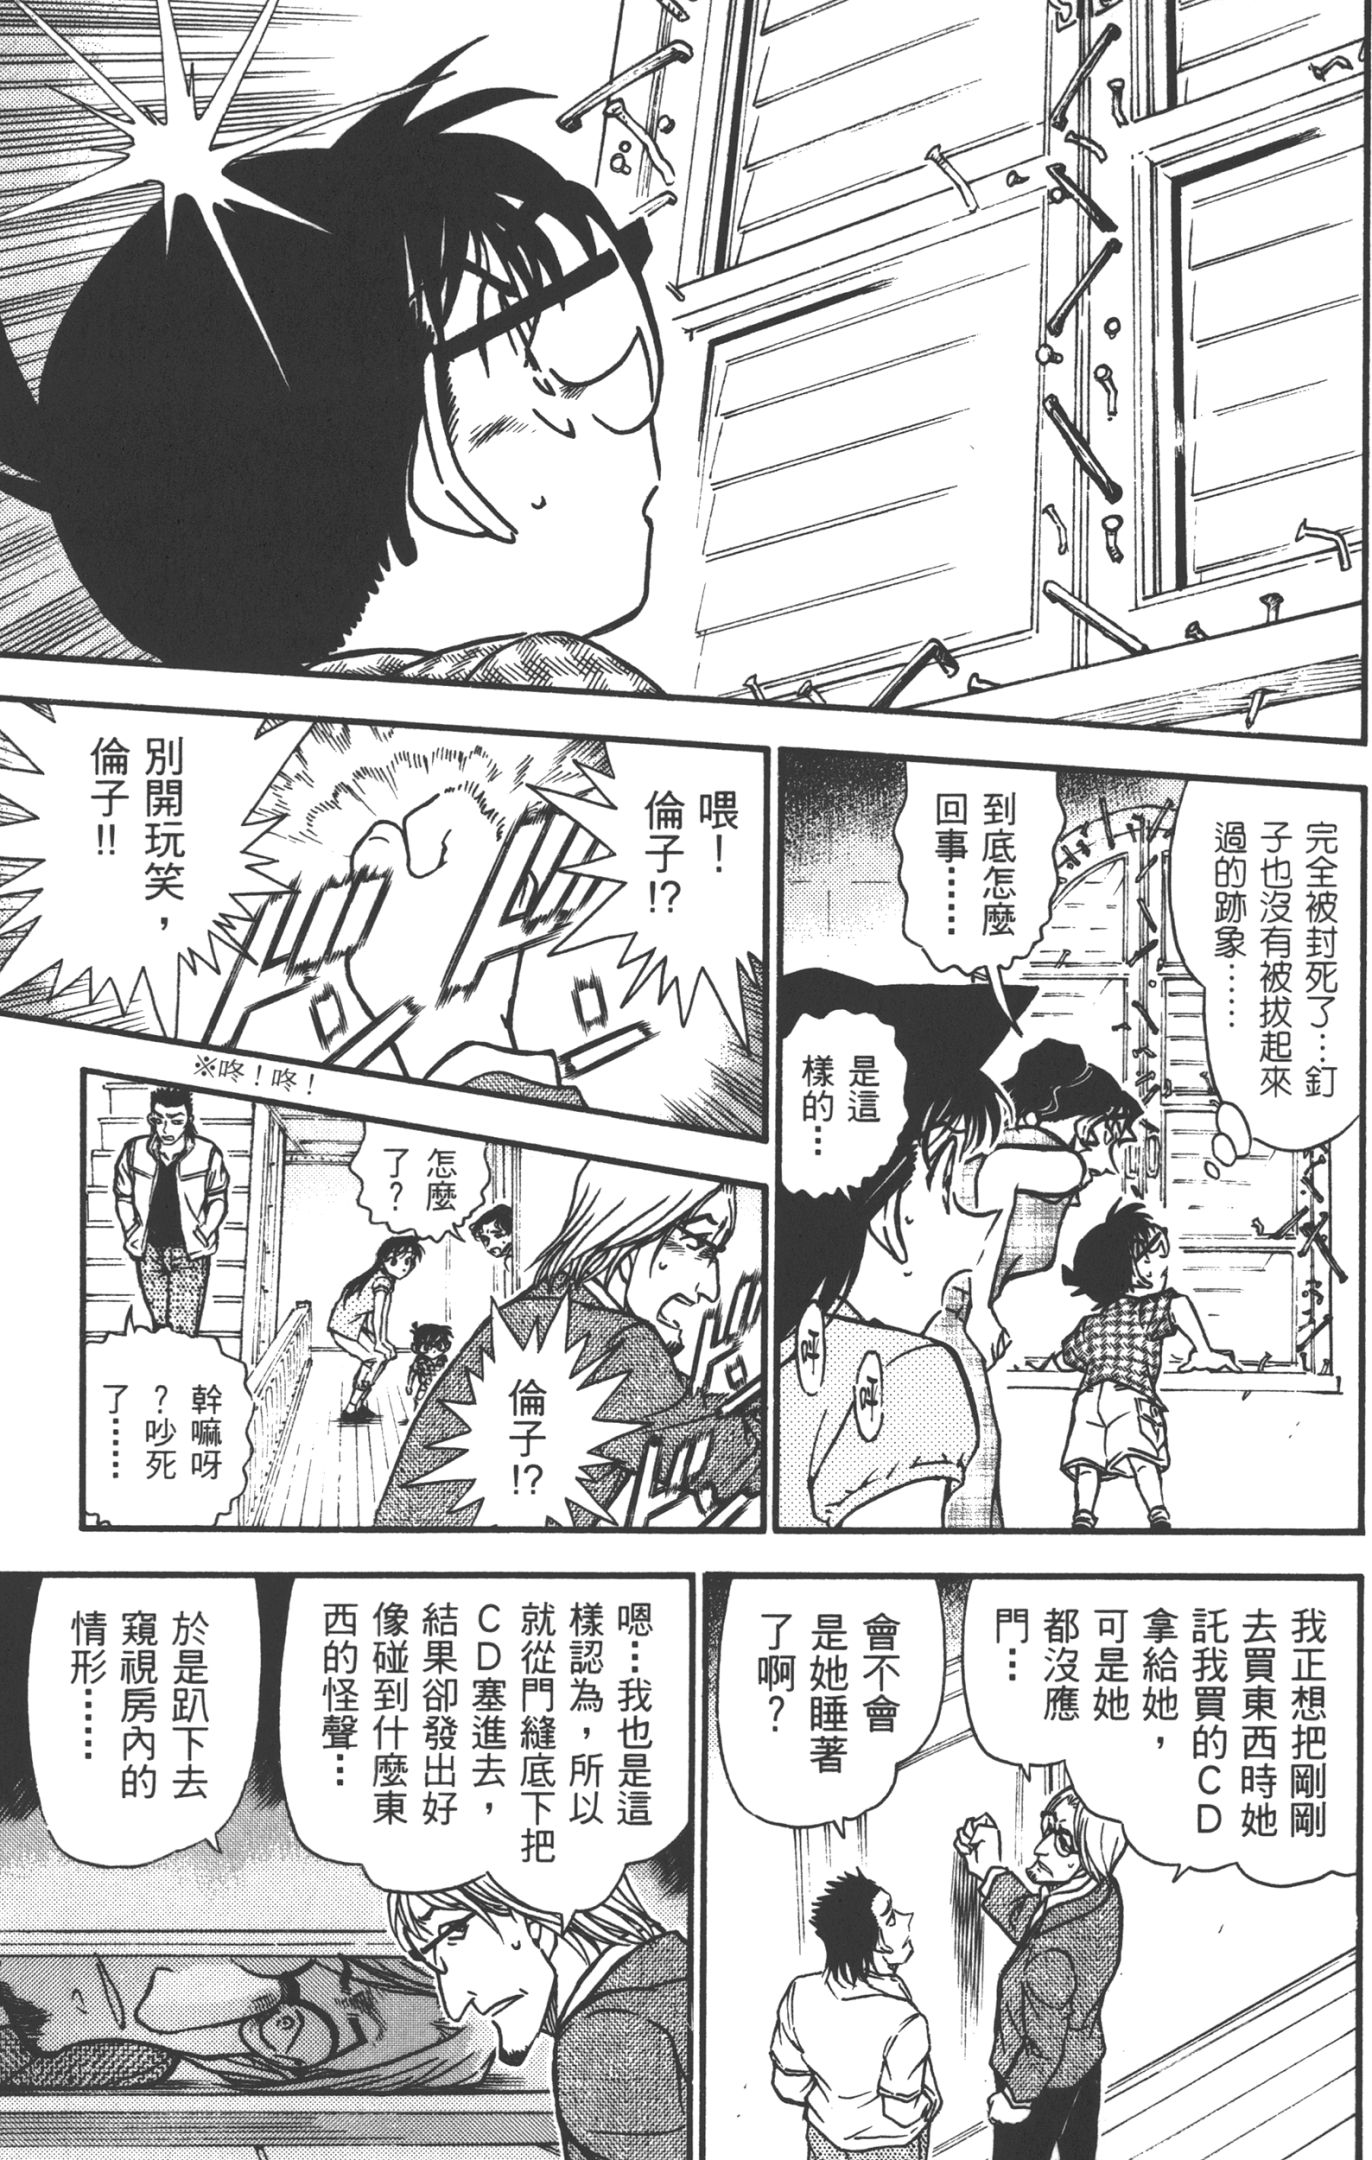 完全被封死了…釘
子也沒有被拔起來
過的跡象……
到底怎麼
回事……
是這
樣的…
喂！
倫子!?
別開玩笑，
倫子!!
※咚！咚！
怎麼
了？
倫子!?
幹嘛呀
？吵死
了……
我正想把剛剛
去買東西時她
託我買的CD
拿給她，
可是她
都沒應
門…
會不會
是她睡著
了啊？
嗯…我也是這
樣認為，所以
就從門縫底下把
CD塞進去，
結果卻發出好
像碰到什麼東
西的怪聲…
於是趴下去
窺視房內的
情形……